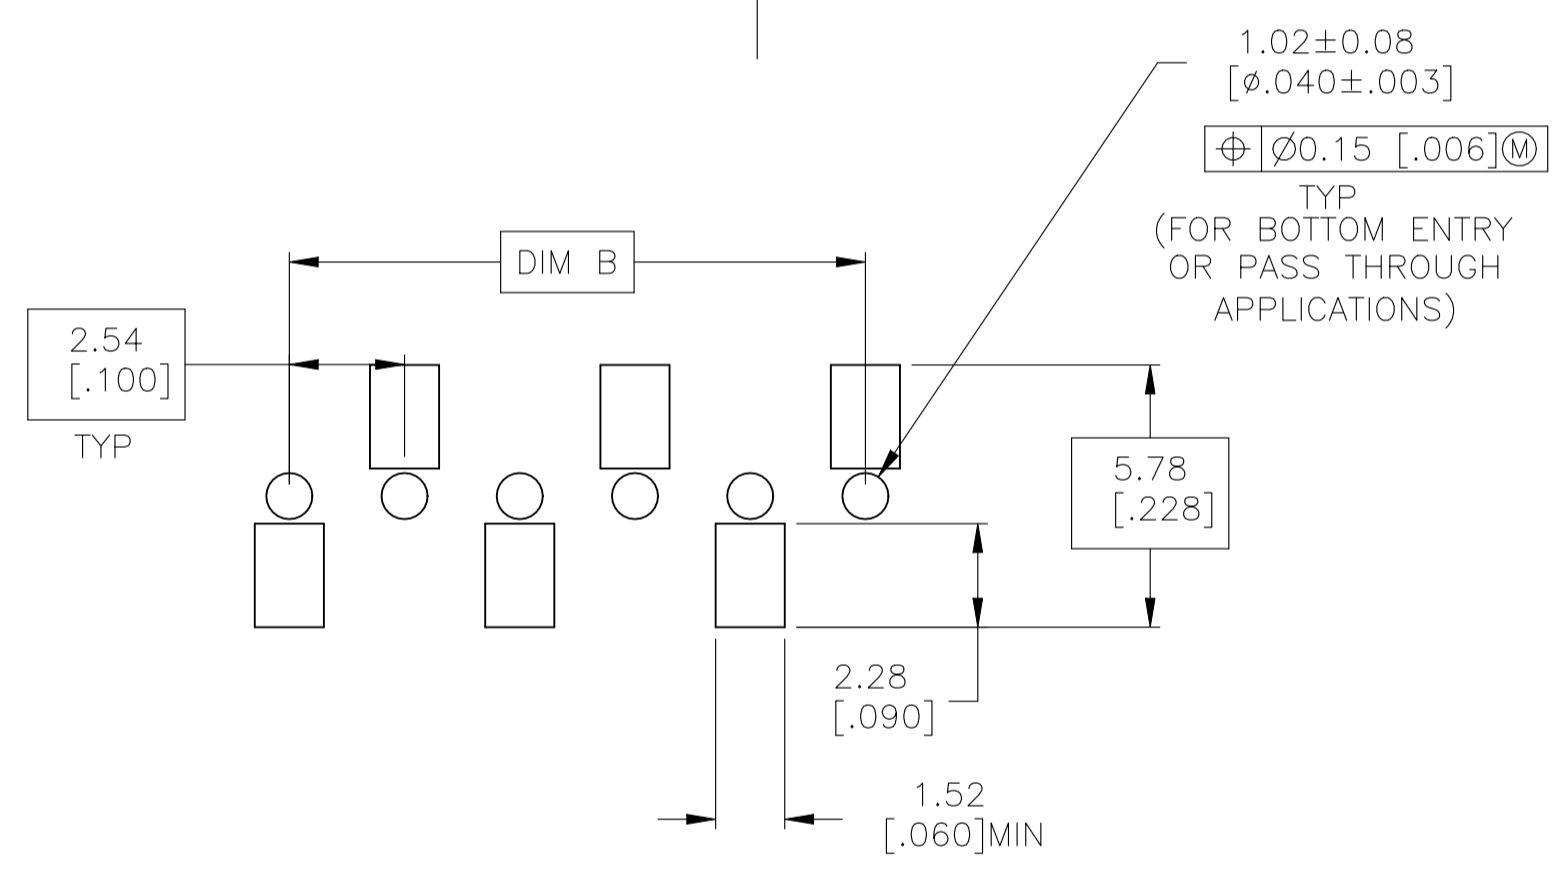 1.02±0.08
[ø.040±.003]
⌖ Ø0.15 [.006]Ⓜ
TYP
(FOR BOTTOM ENTRY
OR PASS THROUGH
APPLICATIONS)
DIM B
2.54
[.100]
TYP
5.78
[.228]
2.28
[.090]
1.52
[.060]MIN